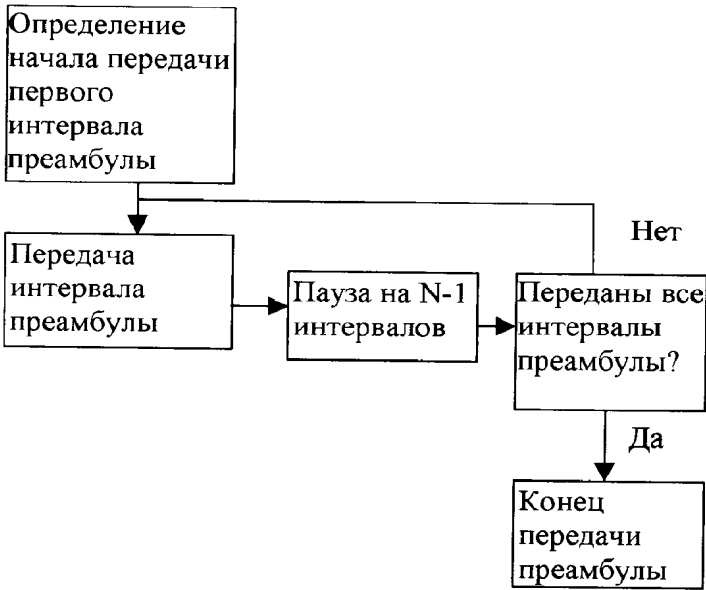 Определение
начала передачи
первого
интервала
преамбулы
Передача
интервала
преамбулы
Пауза на N-1
интервалов
Нет
Переданы все
интервалы
преамбулы?
Да
Конец
передачи
преамбулы